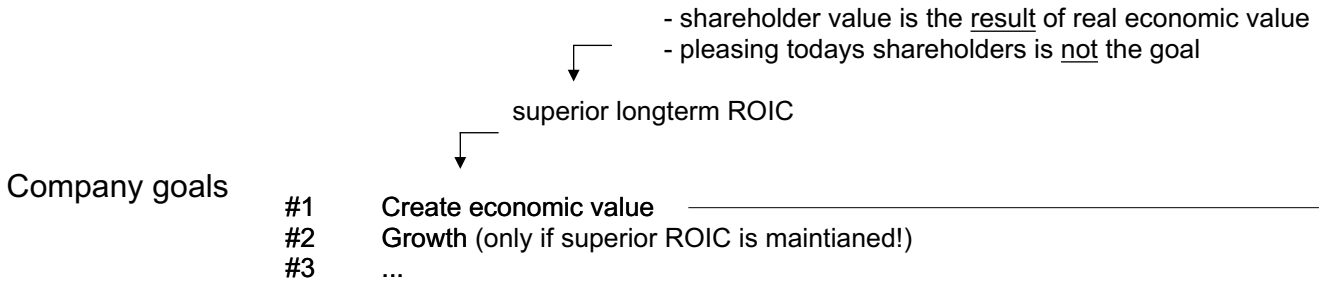 - shareholder value is the result of real economic value
- pleasing todays shareholders is not the goal
superior longterm ROIC
Company goals
#1 Create economic value
#2 Growth (only if superior ROIC is maintianed!)
#3 ...